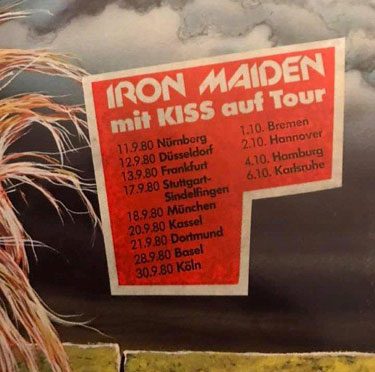 IRON MAIDEN
mit KISS auf Tour
11.9.80 Nürnberg
12.9.80 Düsseldorf
13.9.80 Frankfurt
17.9.80 Stuttgart-
Sindelfingen
18.9.80 München
20.9.80 Kassel
21.9.80 Dortmund
28.9.80 Basel
30.9.80 Köln
1.10. Bremen
2.10. Hannover
4.10. Hamburg
6.10. Karlsruhe